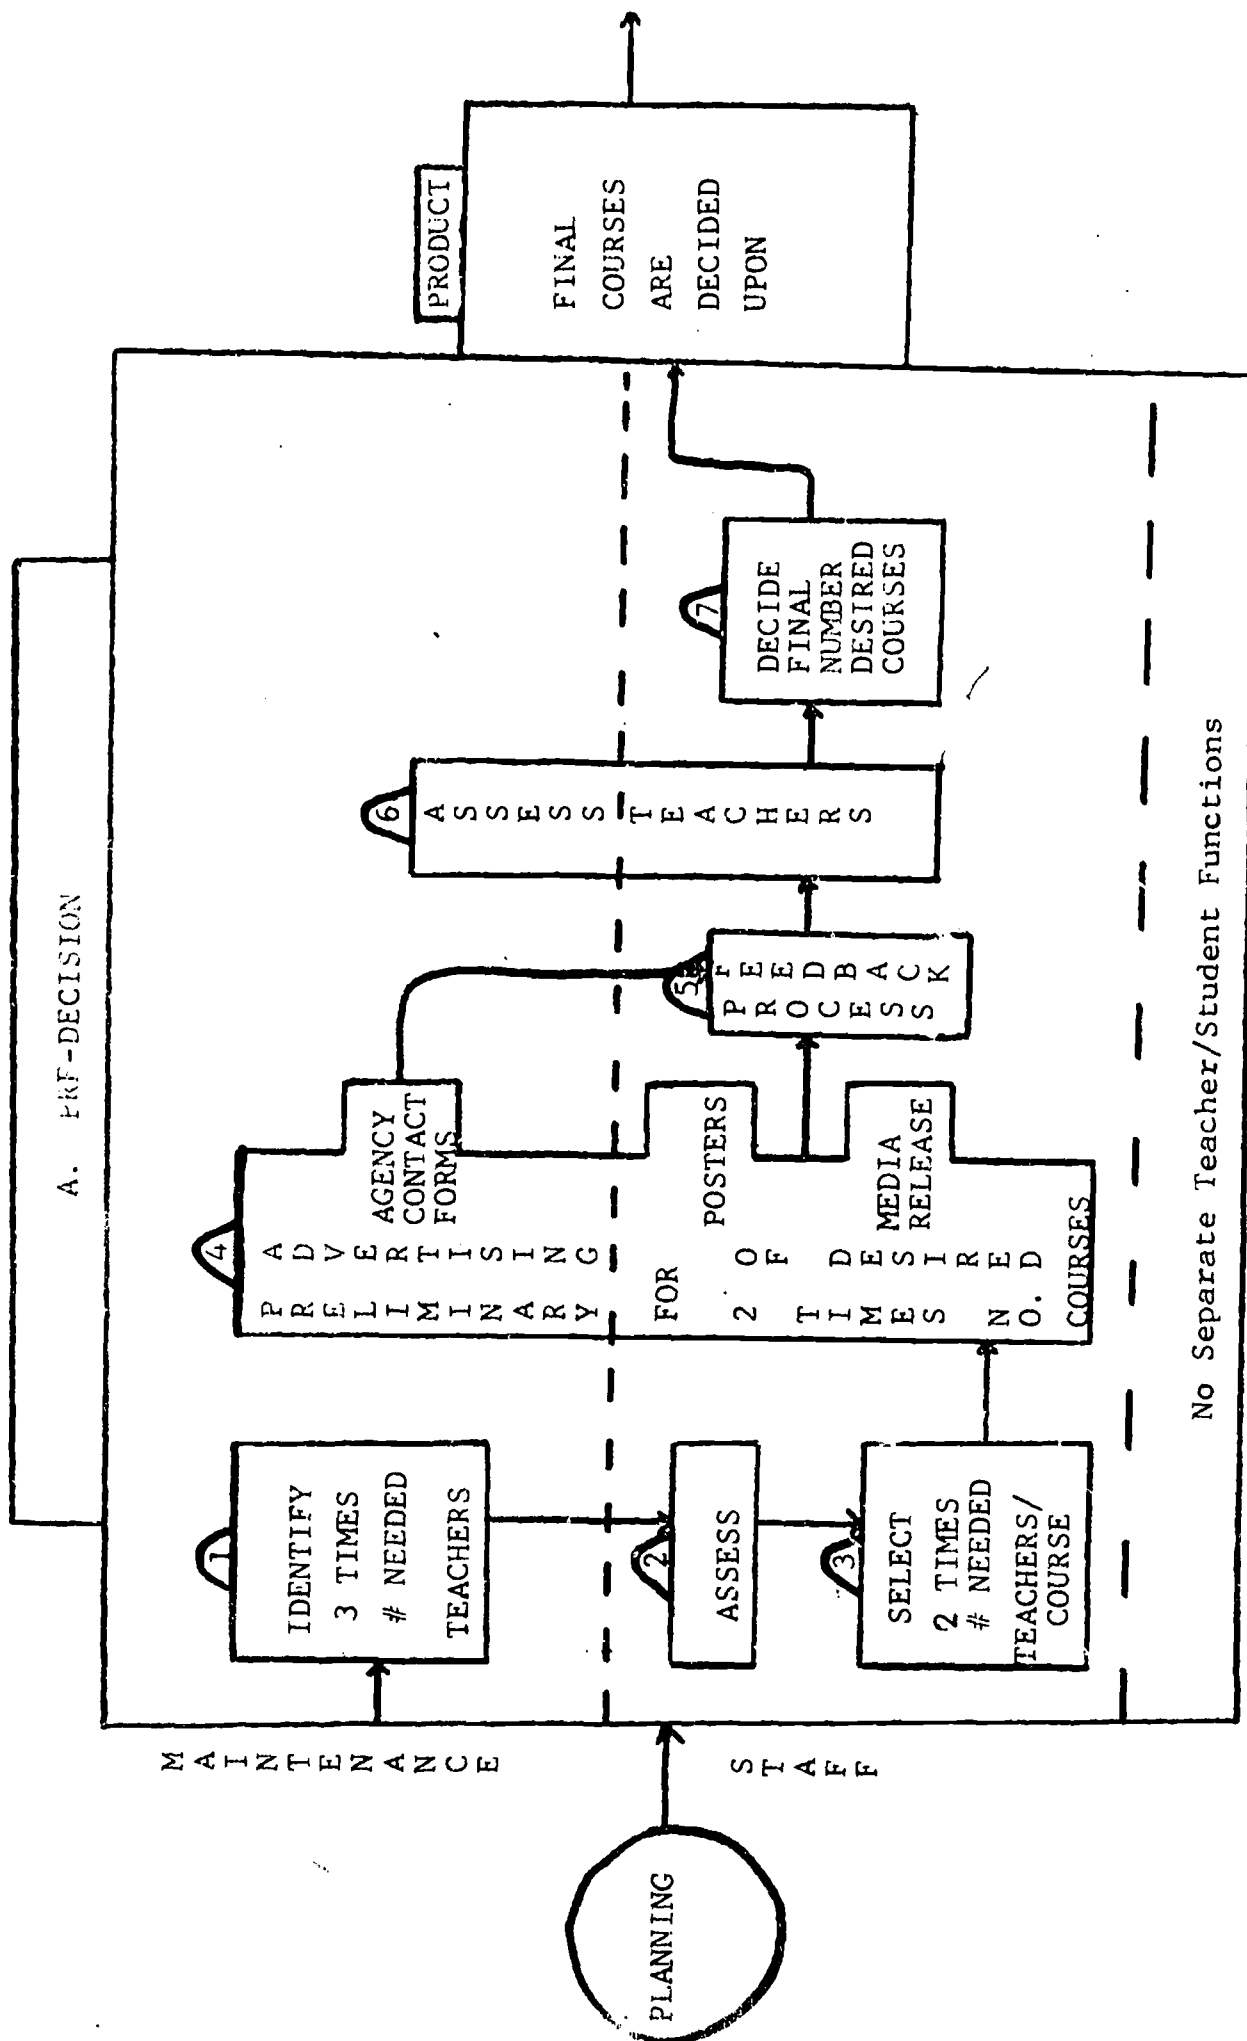 A. PRE-DECISION
MAINTENANCE
STAFF
PLANNING
1
IDENTIFY
3 TIMES
# NEEDED
TEACHERS
2
ASSESS
3
SELECT
2 TIMES
# NEEDED
TEACHERS/
COURSE
4
PRELIMINARY
ADVERTISING
AGENCY
CONTACT
FORMS
FOR
2 TIMES NO.
OF DESIRED
COURSES
POSTERS
MEDIA
RELEASE
5
PROCESS
FEEDBACK
6
ASSESS TEACHERS
7
DECIDE
FINAL
NUMBER
DESIRED
COURSES
PRODUCT
FINAL
COURSES
ARE
DECIDED
UPON
No Separate Teacher/Student Functions